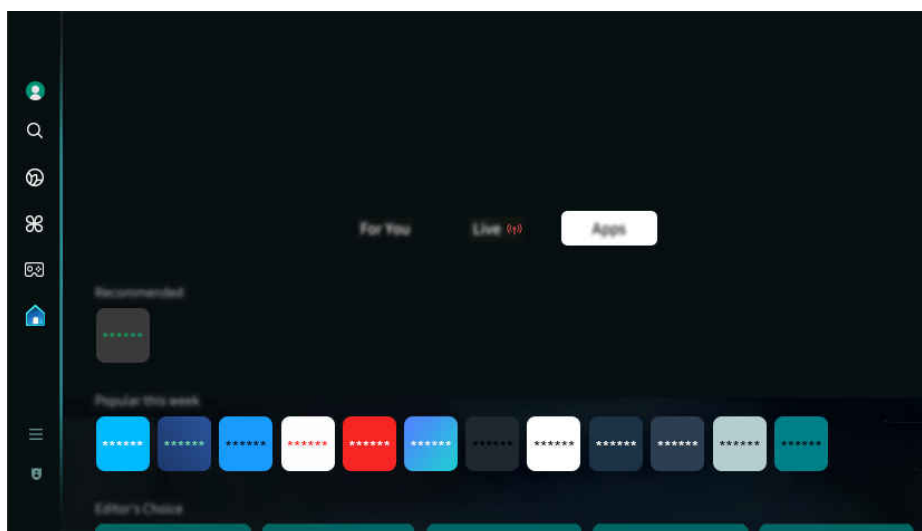 For You Live Apps
Recommended
******
Popular this week
****** ****** ****** ****** ****** ****** ****** ****** ****** ****** ****** ******
Editor's Choice